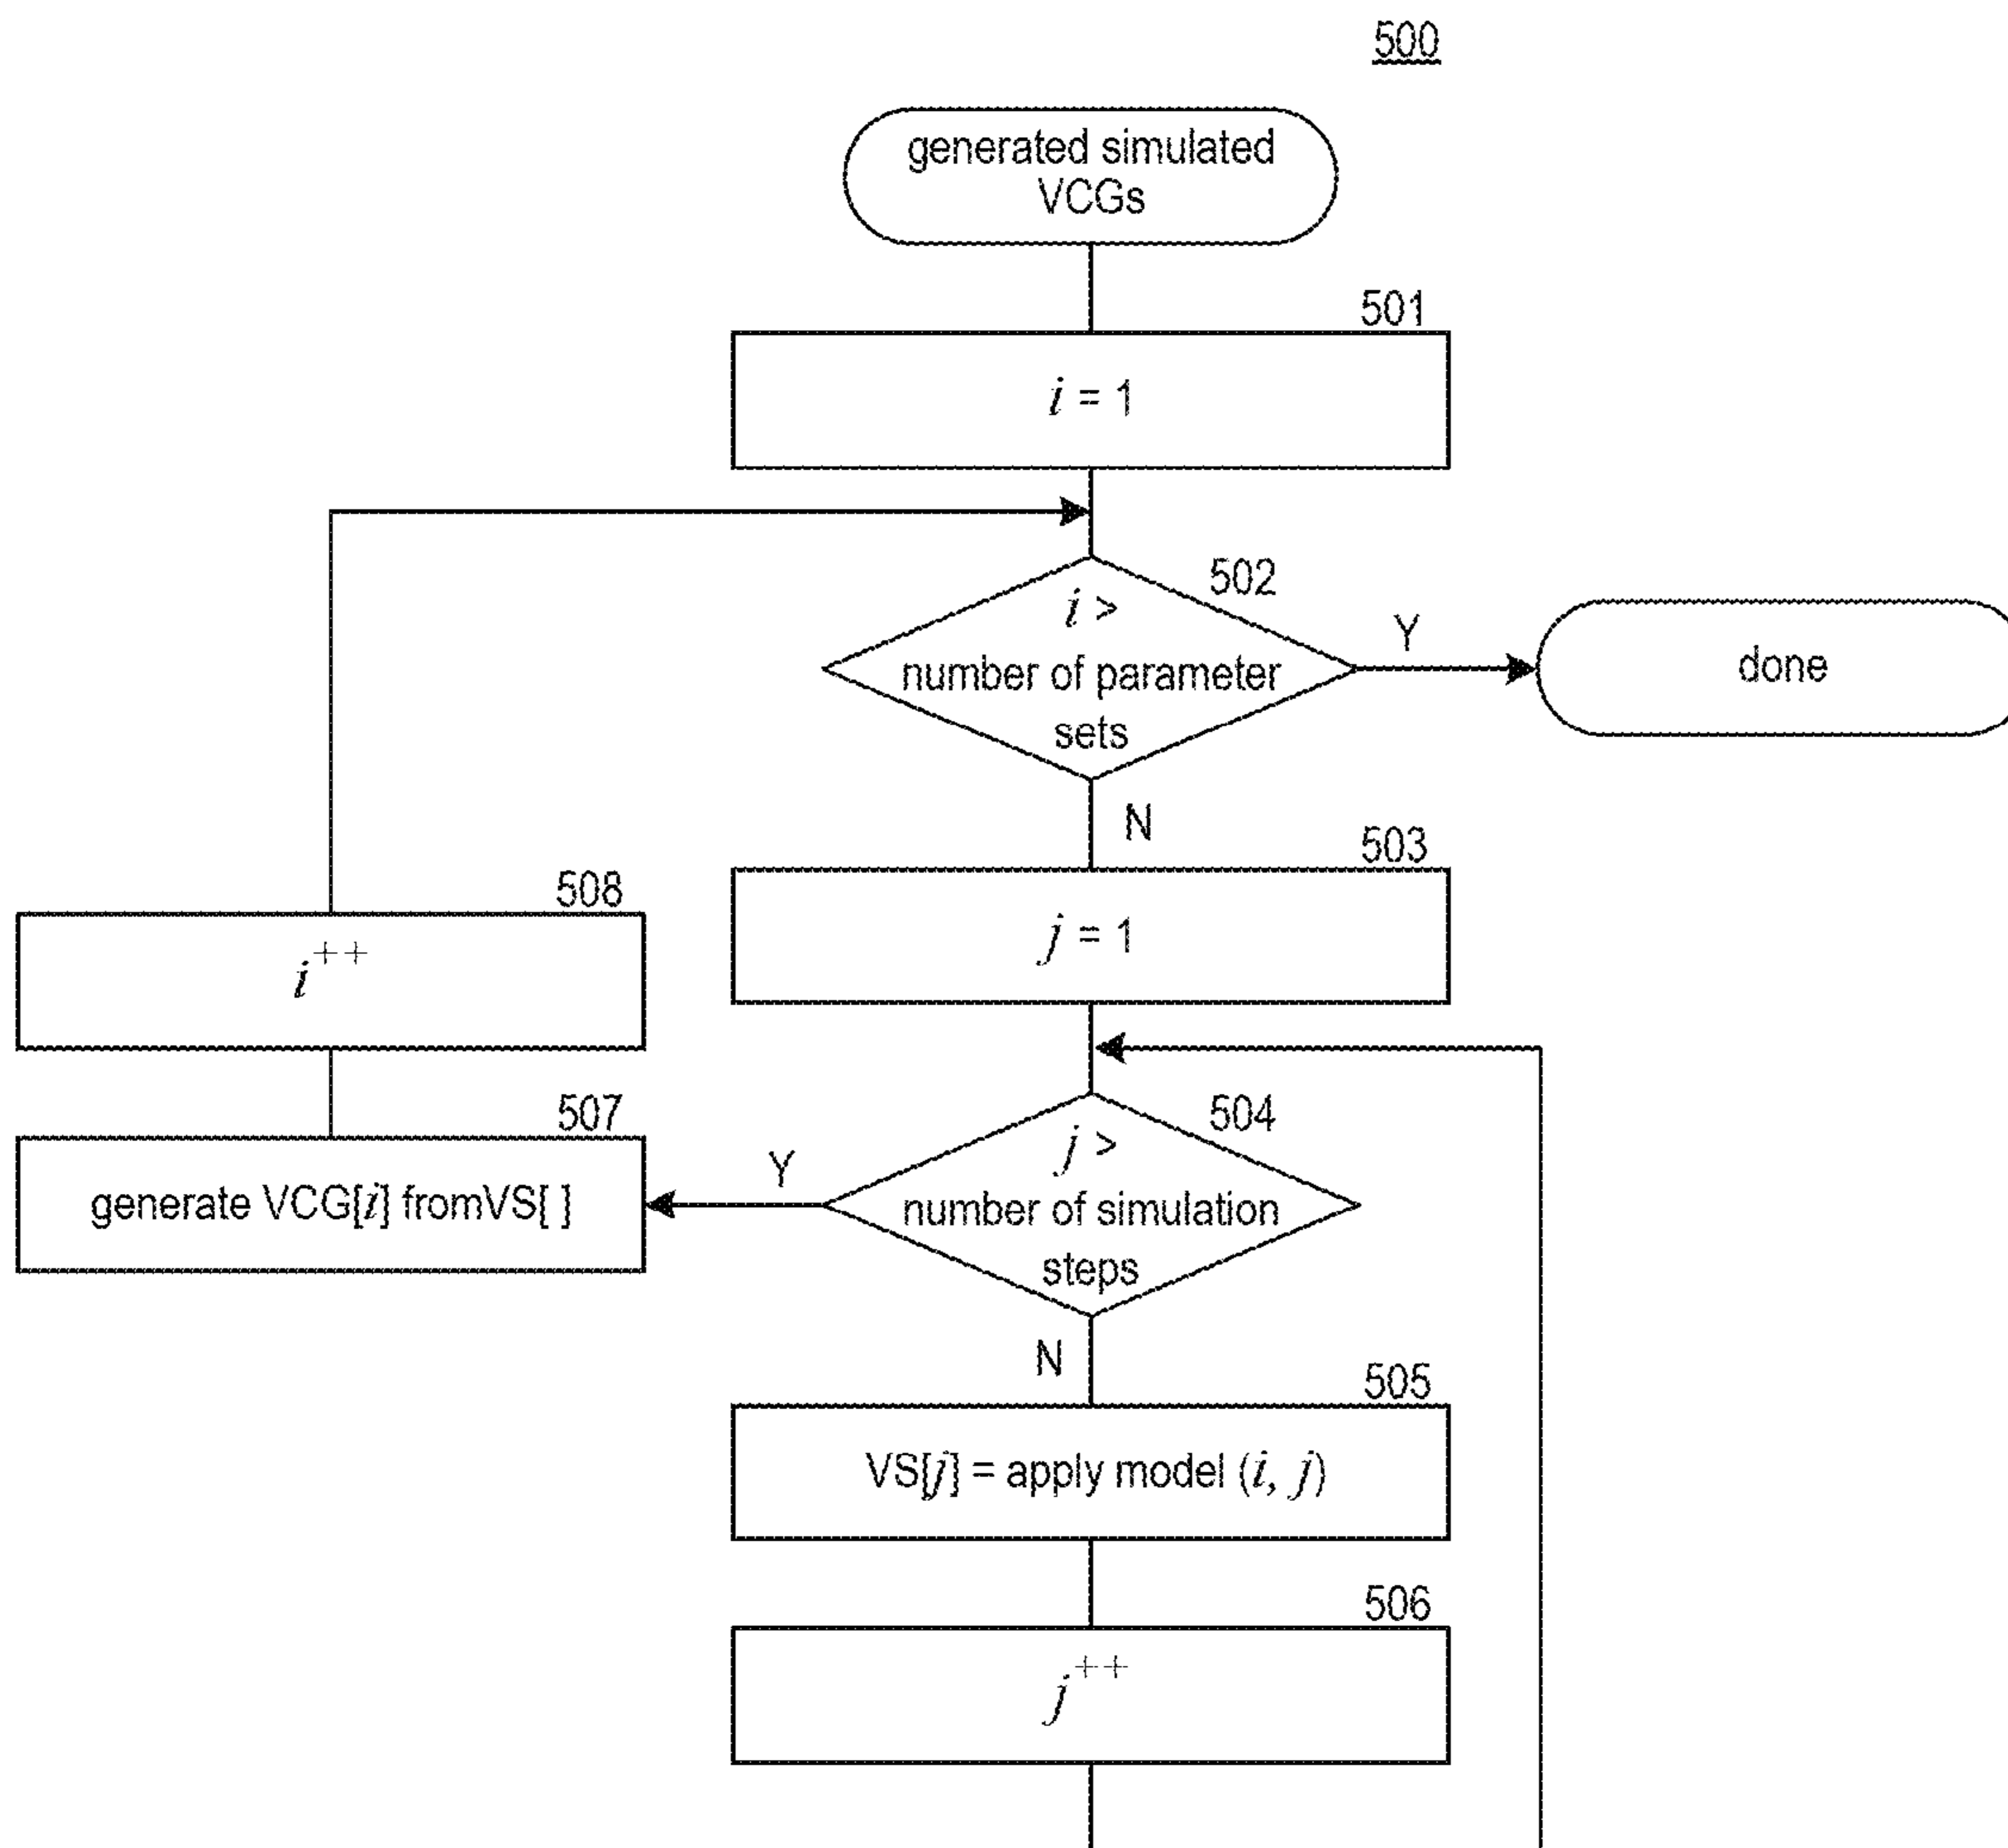 500
generated simulated
VCGs
501
i = 1
502
i >
number of parameter
sets
Y
done
N
503
j = 1
508
i++
504
j >
number of simulation
steps
Y
507
generate VCG[i] fromVS[ ]
N
505
VS[j] = apply model (i, j)
506
j++